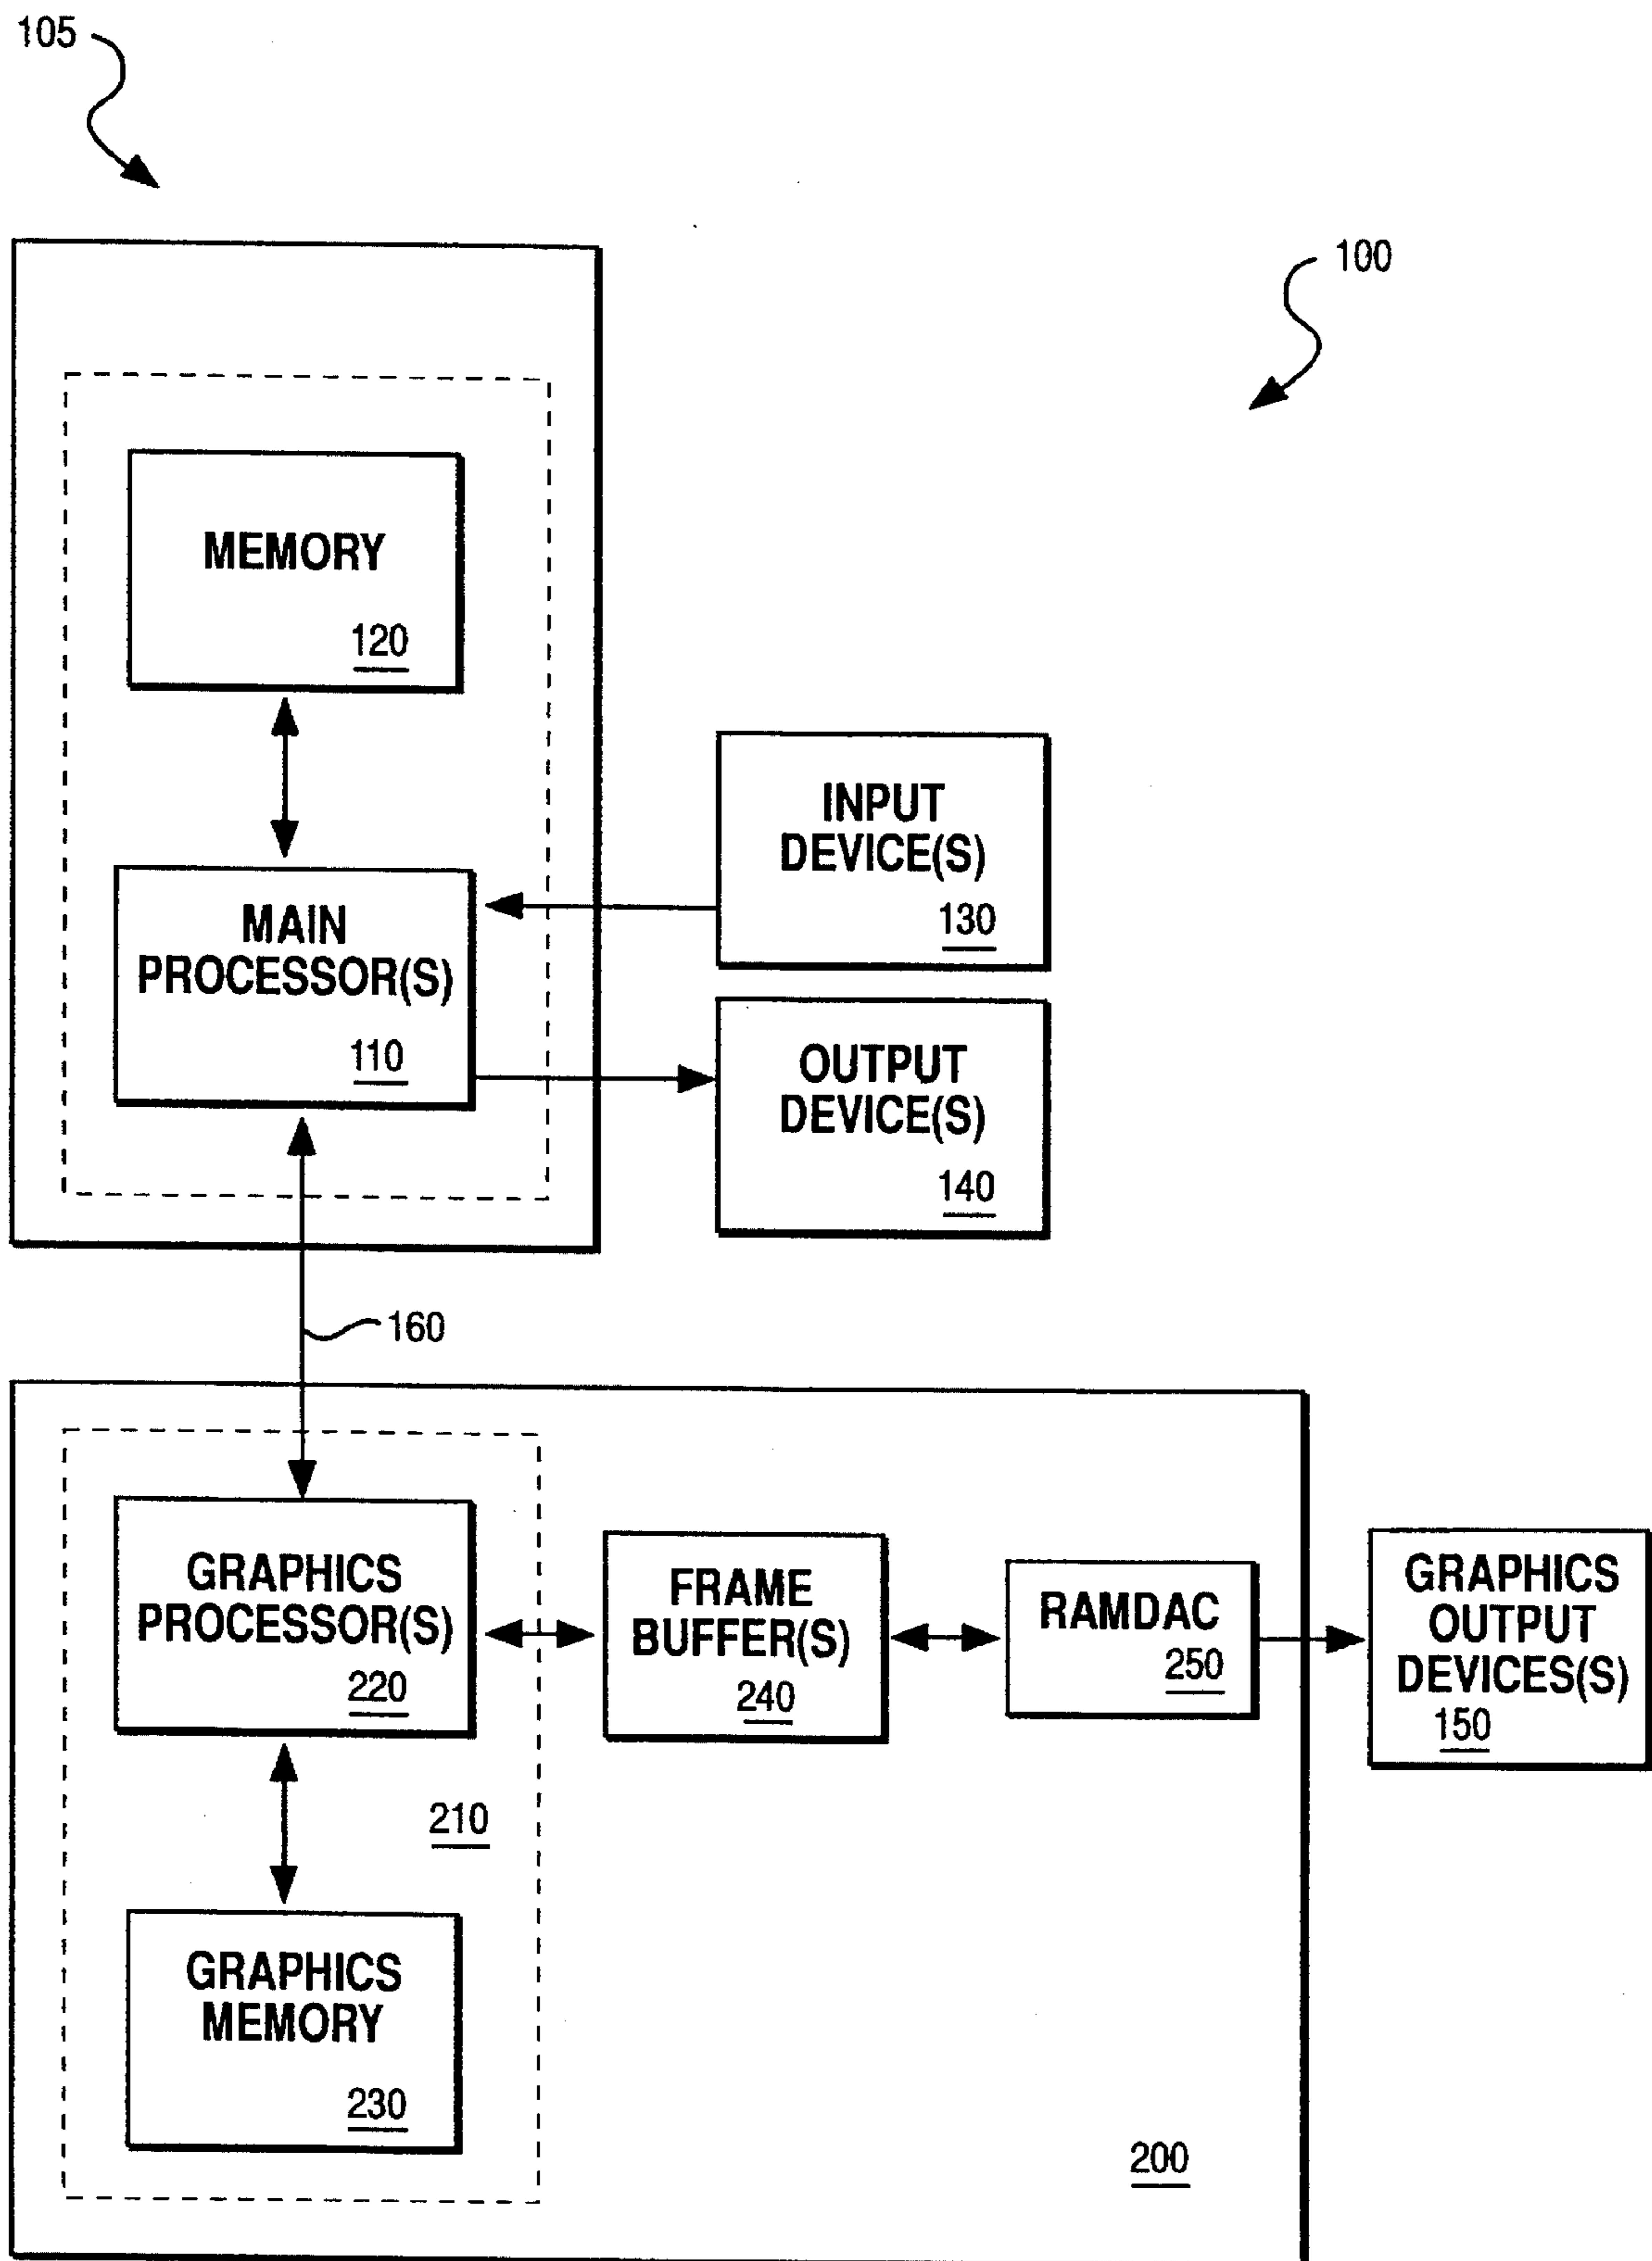 105
100
MEMORY
120
INPUT
DEVICE(S)
130
MAIN
PROCESSOR(S)
110
OUTPUT
DEVICE(S)
140
160
GRAPHICS
PROCESSOR(S)
220
FRAME
BUFFER(S)
240
RAMDAC
250
GRAPHICS
OUTPUT
DEVICES(S)
150
210
GRAPHICS
MEMORY
230
200